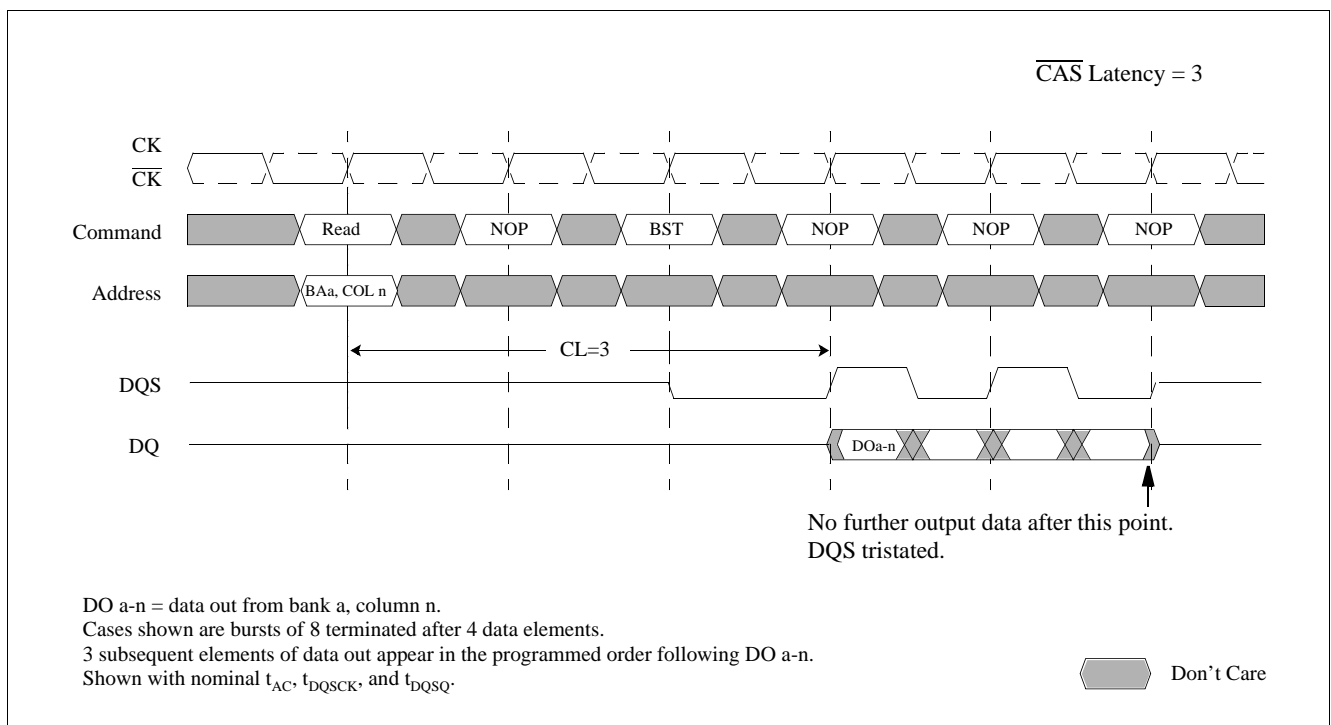 C̅A̅S̅ Latency = 3
CK
C̅K̅
Command
Read
NOP
BST
NOP
NOP
NOP
Address
BAa, COL n
CL=3
DQS
DQ
DOa-n
No further output data after this point.
DQS tristated.
DO a-n = data out from bank a, column n.
Cases shown are bursts of 8 terminated after 4 data elements.
3 subsequent elements of data out appear in the programmed order following DO a-n.
Shown with nominal tAC, tDQSCK, and tDQSQ.
Don't Care